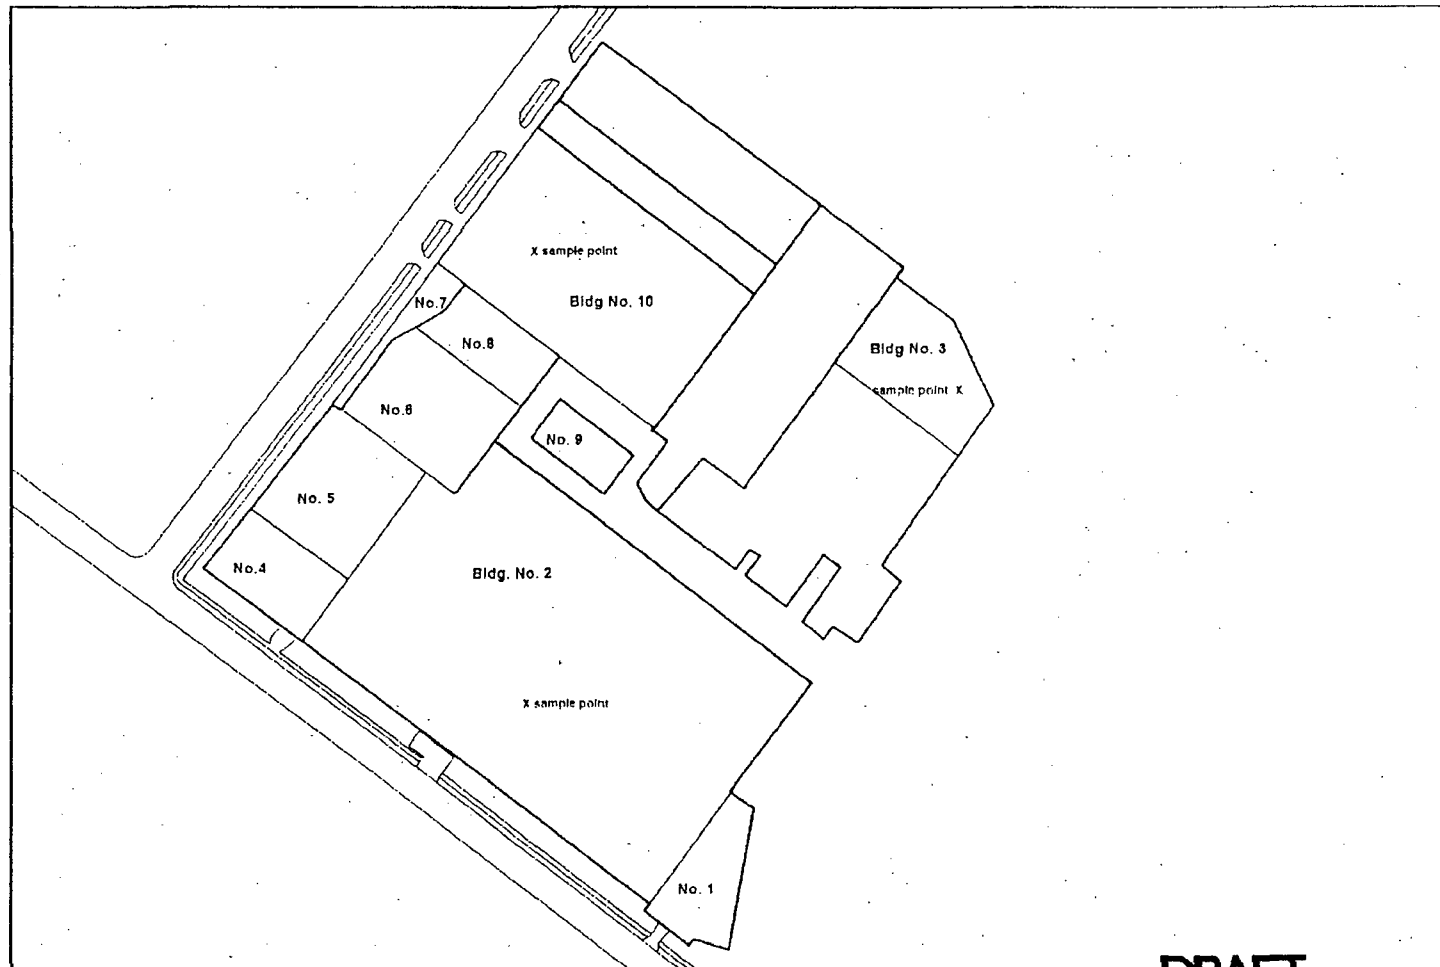 X sample point
Bldg No. 10
No.7
No.8
Bldg No. 3
sample point X
No.6
No. 9
No. 5
No.4
Bldg. No. 2
X sample point
No. 1
DRAFT